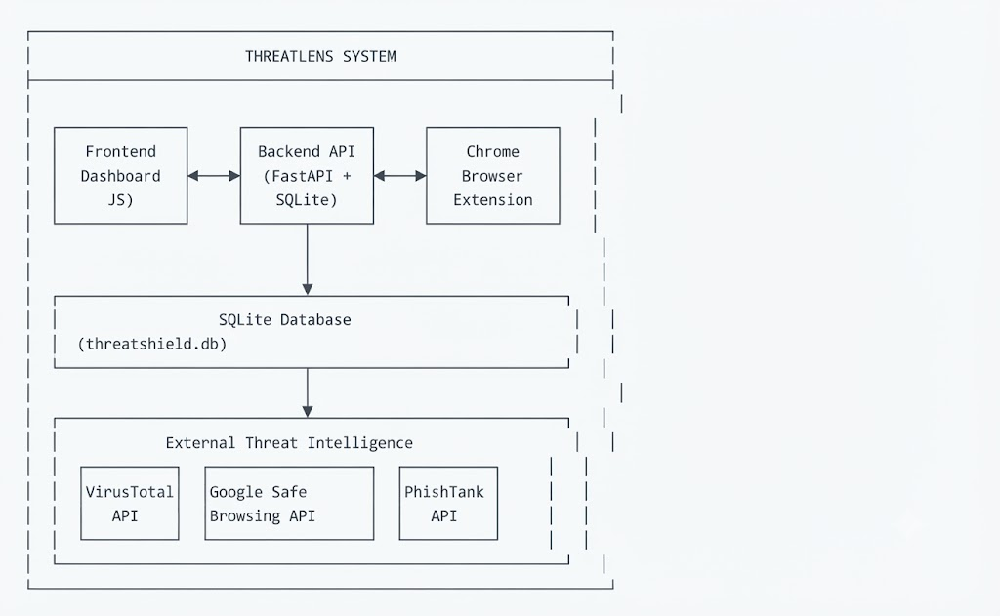 THREATLENS SYSTEM
Frontend
Dashboard
JS)
Backend API
(FastAPI +
SQLite)
Chrome
Browser
Extension
SQLite Database
(threatshield.db)
External Threat Intelligence
VirusTotal
API
Google Safe
Browsing API
PhishTank
API